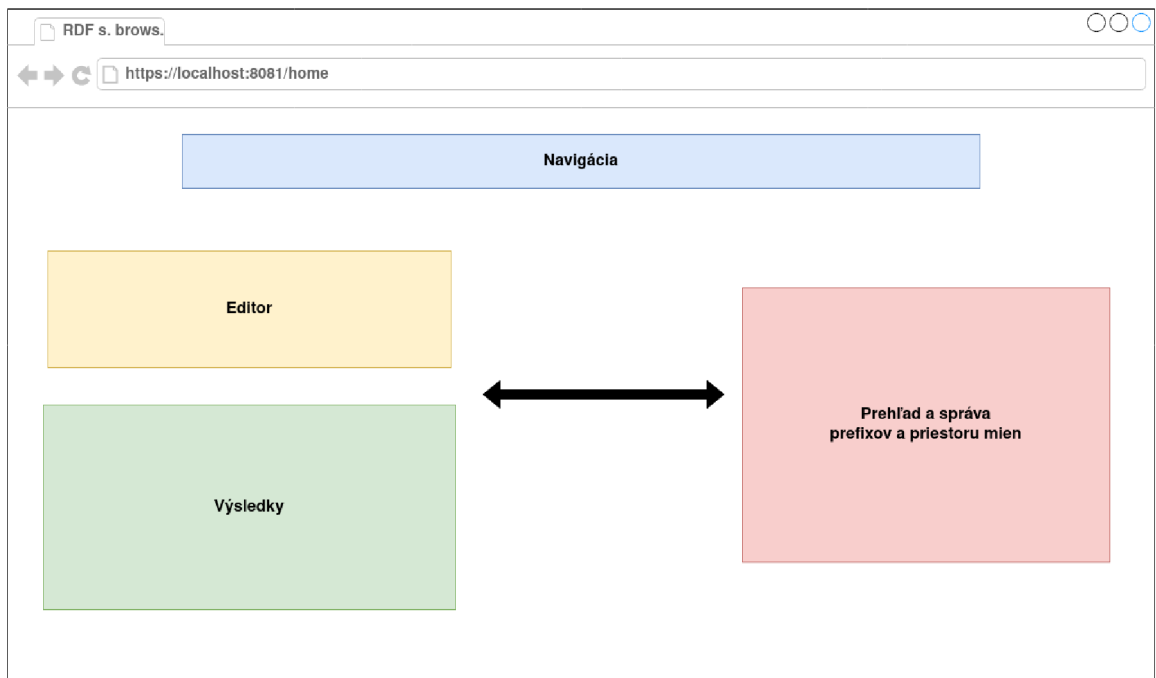 RDF s. brows.
https://localhost:8081/home
Navigácia
Editor
Výsledky
Prehľad a správa
prefixov a priestoru mien